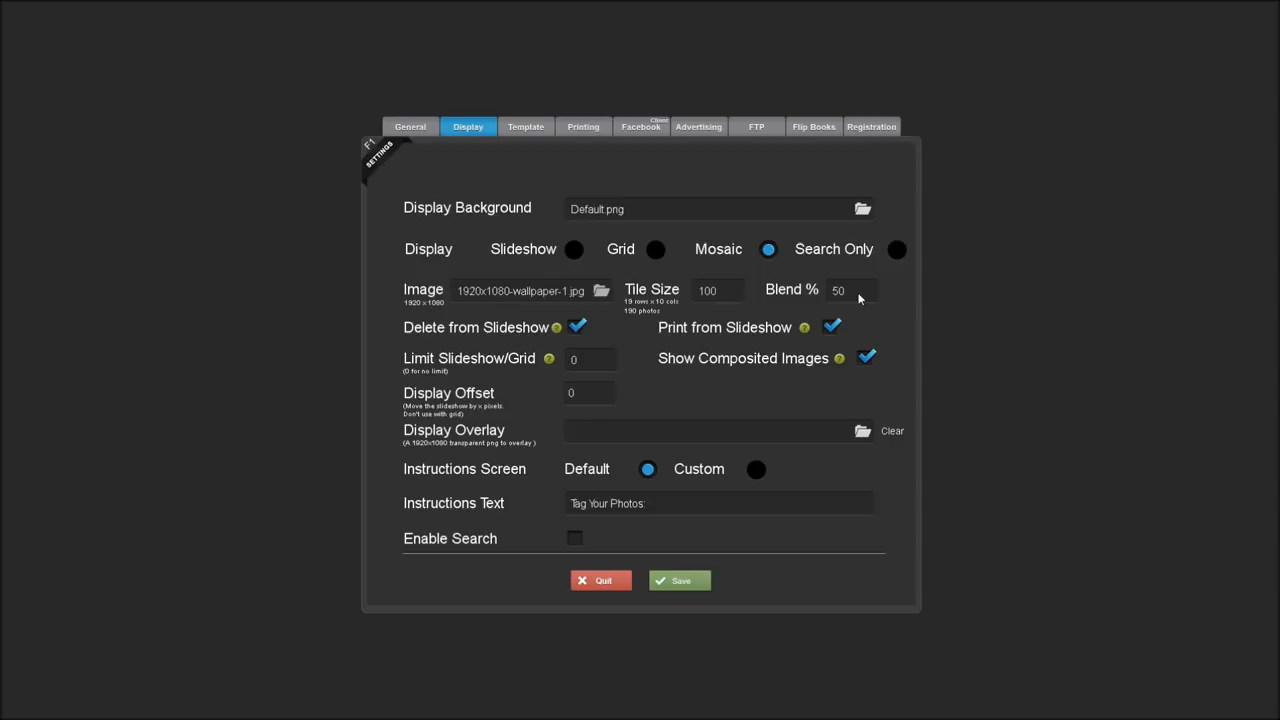 Client
General Display Template Printing Facebook Advertising FTP Flip Books Registration
F1
SETTINGS
Display Background Default.png
Display Slideshow Grid Mosaic Search Only
Image 1920x1080-wallpaper-1.jpg Tile Size 100 Blend % 50
1920 x 1080 19 rows x 10 cols
190 photos
Delete from Slideshow ? Print from Slideshow ?
Limit Slideshow/Grid ? 0 Show Composited Images ?
(0 for no limit)
Display Offset 0
(Move the slideshow by x pixels.
Don't use with grid)
Display Overlay Clear
(A 1920x1080 transparent png to overlay )
Instructions Screen Default Custom
Instructions Text Tag Your Photos:
Enable Search
Quit Save